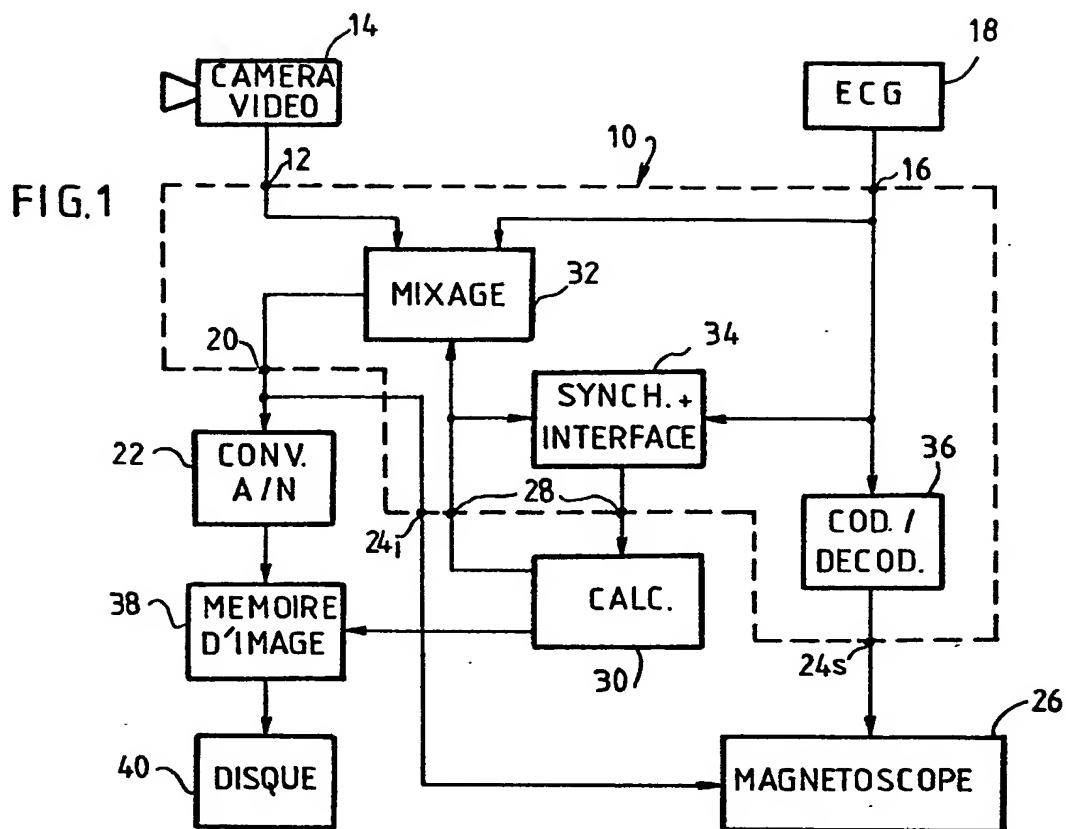 14
CAMERA
VIDEO
18
ECG
10
12
16
FIG.1
MIXAGE
32
20
34
SYNCH. +
INTERFACE
22
CONV.
A/N
28
24i
36
COD. /
DECOD.
38
MEMOIRE
D'IMAGE
CALC.
30
24s
26
40
DISQUE
MAGNETOSCOPE